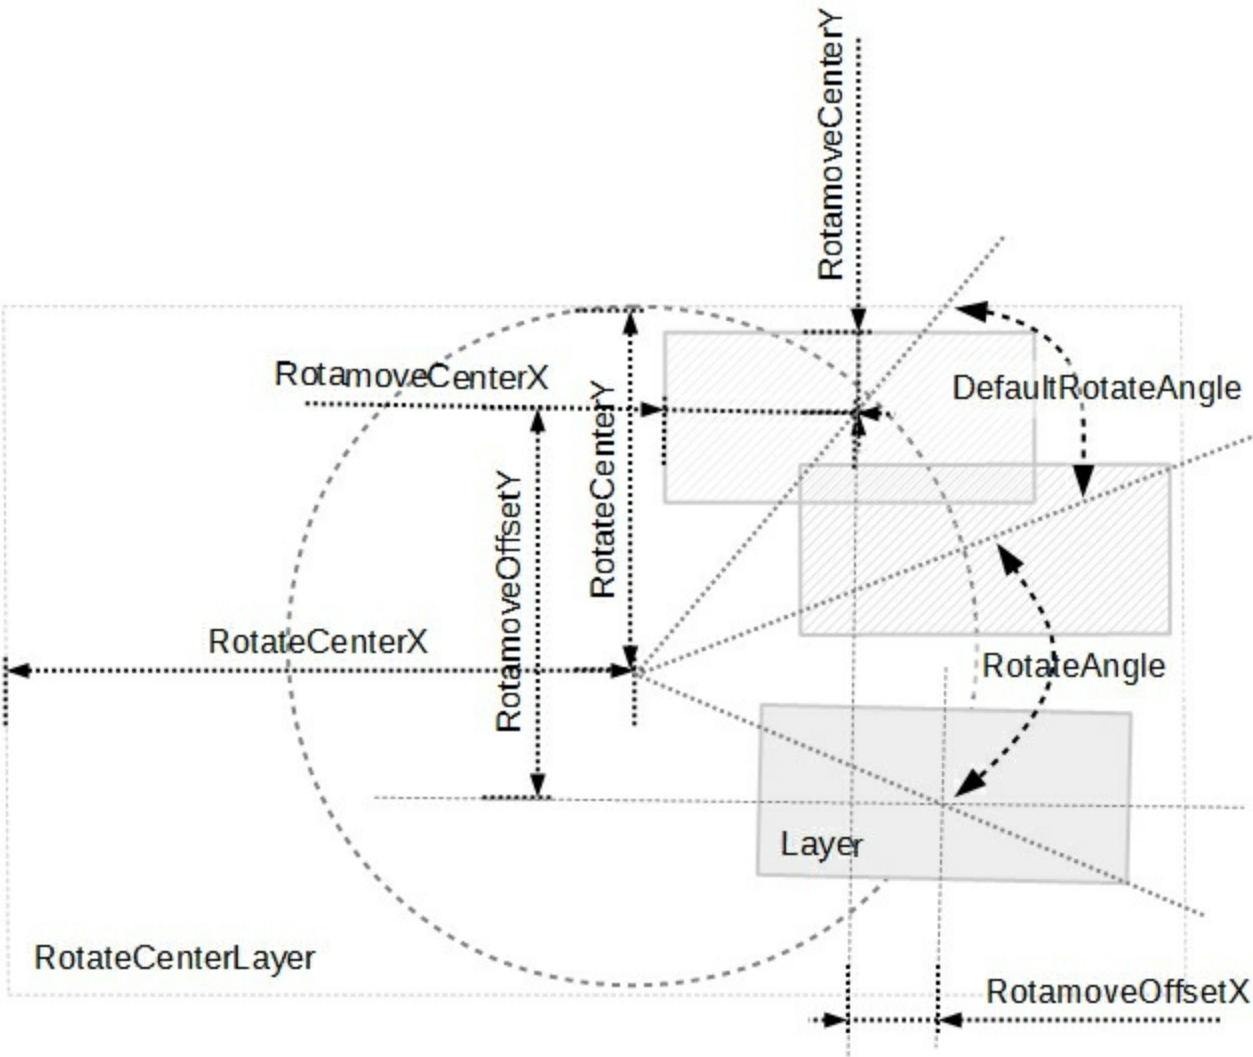 RotamoveCenterY
RotamoveCenterX
DefaultRotateAngle
RotateCenterY
RotamoveOffsetY
RotateCenterX
RotateAngle
Layer
RotateCenterLayer
RotamoveOffsetX